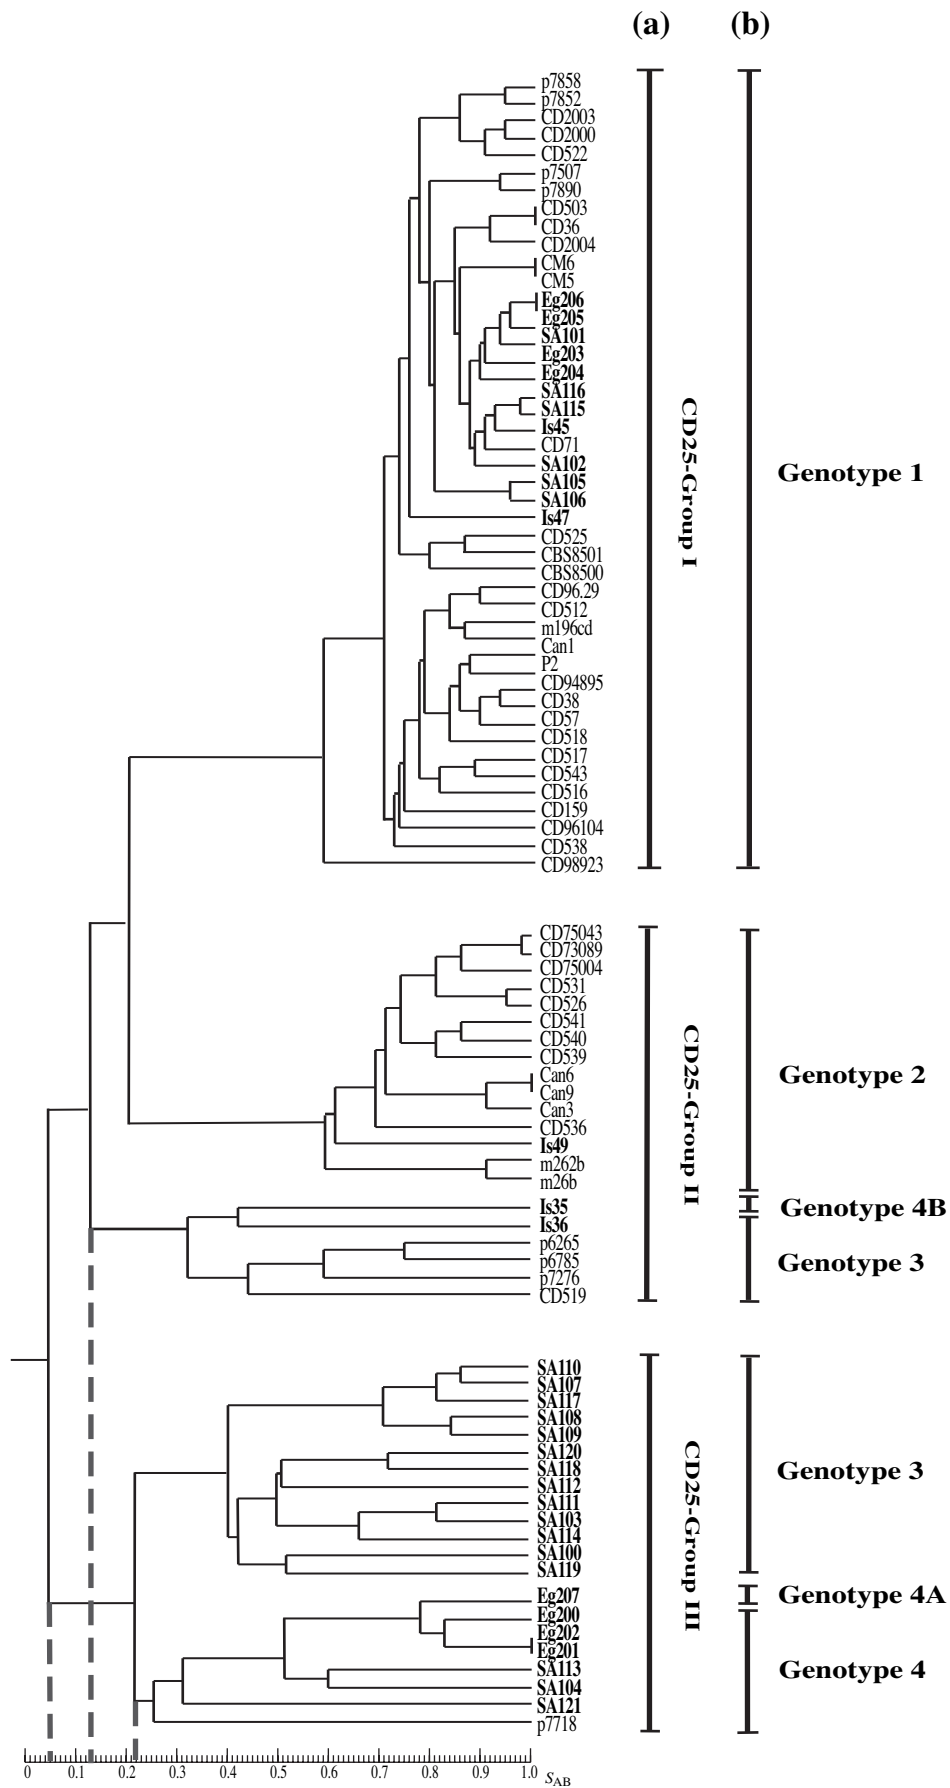 (a) (b)
p7858
p7852
CD2003
CD2000
CD522
p7507
p7890
CD503
CD36
CD2004
CM6
CM5
Eg206
Eg205
SA101
Eg203
Eg204
SA116
SA115
Is45
CD71
SA102
SA105
SA106
Is47
CD525
CBS8501
CBS8500
CD96.29
CD512
m196cd
Can1
P2
CD94895
CD38
CD57
CD518
CD517
CD543
CD516
CD159
CD96104
CD538
CD98923
CD25-Group I
Genotype 1
CD75043
CD73089
CD75004
CD531
CD526
CD541
CD540
CD539
Can6
Can9
Can3
CD536
Is49
m262b
m26b
Is35
Is36
p6265
p6785
p7276
CD519
CD25-Group II
Genotype 2
Genotype 4B
Genotype 3
SA110
SA107
SA117
SA108
SA109
SA120
SA118
SA112
SA111
SA103
SA114
SA100
SA119
Eg207
Eg200
Eg202
Eg201
SA113
SA104
SA121
p7718
CD25-Group III
Genotype 3
Genotype 4A
Genotype 4
0 0.1 0.2 0.3 0.4 0.5 0.6 0.7 0.8 0.9 1.0 SAB